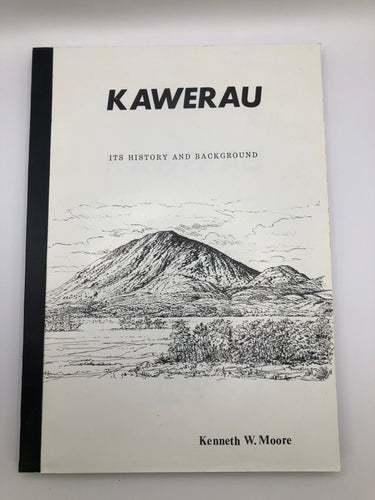 KAWERAU
ITS HISTORY AND BACKGROUND
Kenneth W. Moore